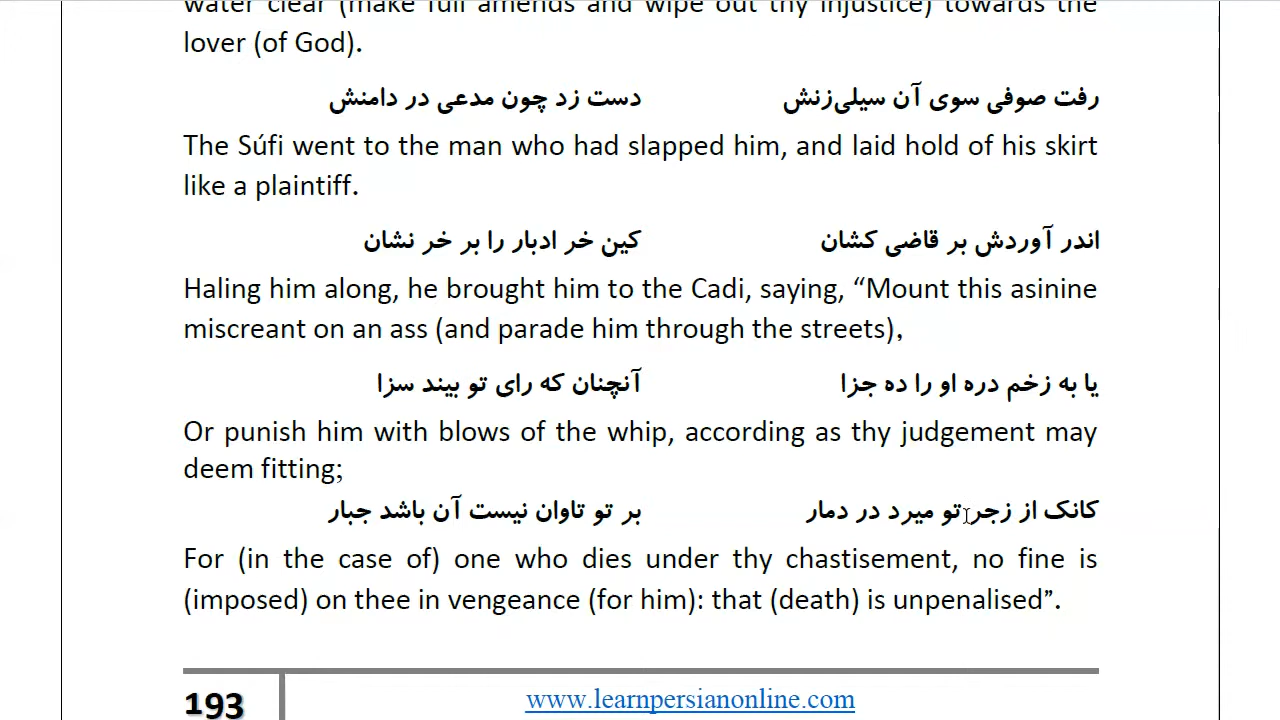 water clear (make full amends and wipe out thy injustice) towards the
lover (of God).
رفت صوفی سوی آن سیلی‌زنش دست زد چون مدعی در دامنش
The Súfi went to the man who had slapped him, and laid hold of his skirt
like a plaintiff.
اندر آوردش بر قاضی کشان کین خر ادبار را بر خر نشان
Haling him along, he brought him to the Cadi, saying, “Mount this asinine
miscreant on an ass (and parade him through the streets),
یا به زخم دره او را ده جزا آنچنان که رای تو بیند سزا
Or punish him with blows of the whip, according as thy judgement may
deem fitting;
کانک از زجر تو میرد در دمار بر تو تاوان نیست آن باشد جبار
For (in the case of) one who dies under thy chastisement, no fine is
(imposed) on thee in vengeance (for him): that (death) is unpenalised”.
193 www.learnpersianonline.com